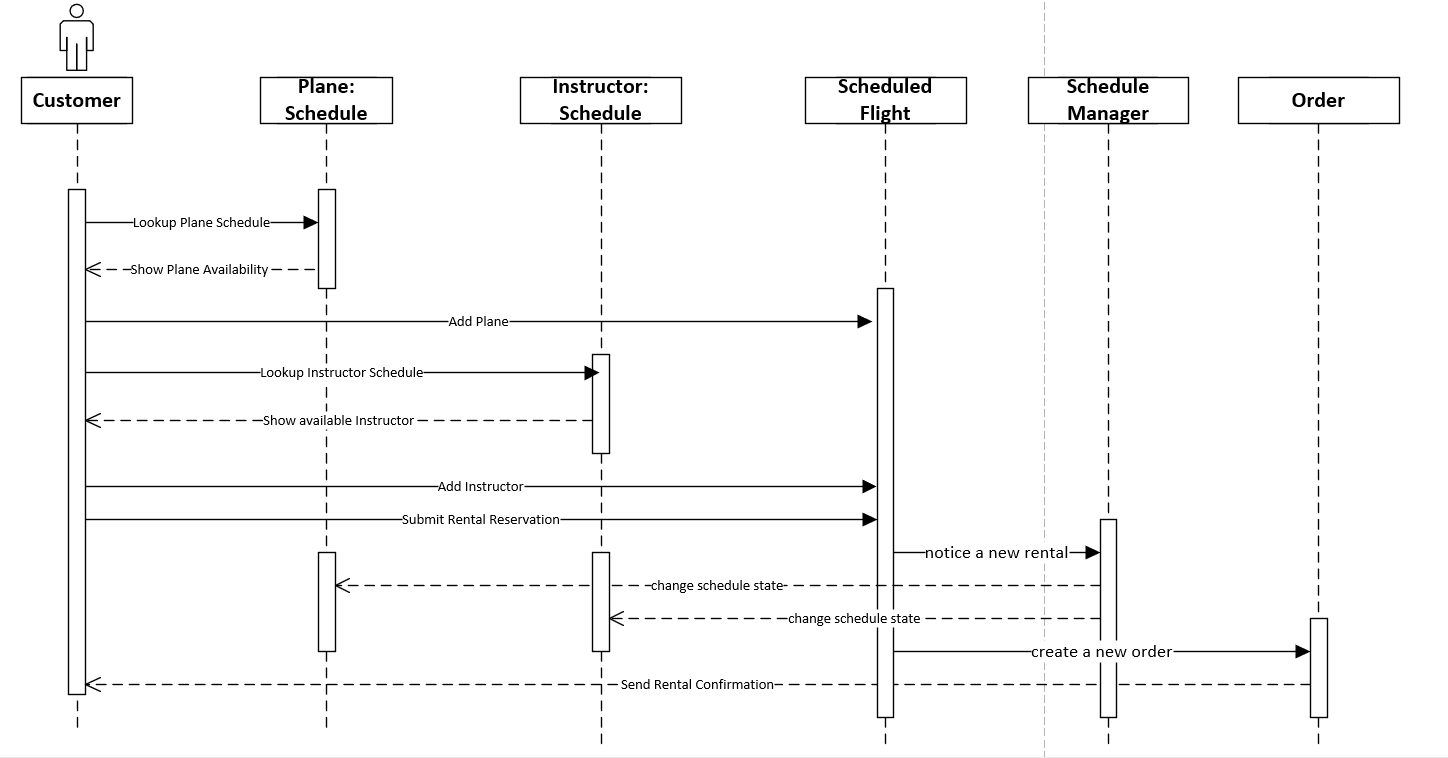 Customer
Plane:
Schedule
Instructor:
Schedule
Scheduled
Flight
Schedule
Manager
Order
Lookup Plane Schedule
Show Plane Availability
Add Plane
Lookup Instructor Schedule
Show available Instructor
Add Instructor
Submit Rental Reservation
notice a new rental
change schedule state
change schedule state
create a new order
Send Rental Confirmation